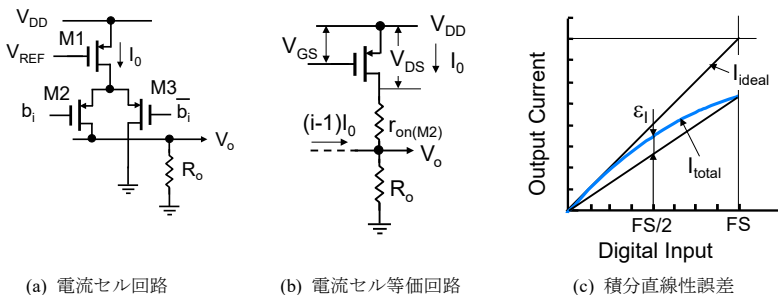 V_DD
M1
I_0
V_REF
M2
M3
b_i
b̅_i
V_o
R_o
(a) 電流セル回路
V_DD
V_GS
V_DS
I_0
(i-1)I_0
r_on(M2)
V_o
R_o
(b) 電流セル等価回路
Output Current
I_ideal
ε_I
I_total
FS/2
FS
Digital Input
(c) 積分直線性誤差